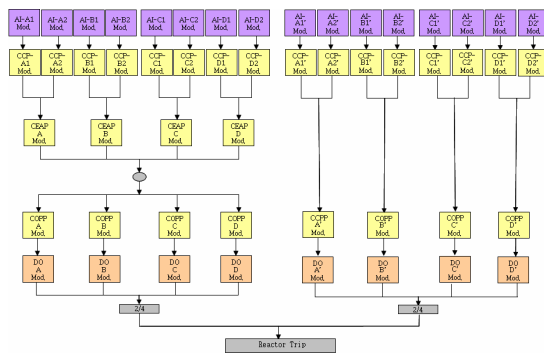 AI-A1
Mod.
AI-A2
Mod.
AI-B1
Mod.
AI-B2
Mod.
AI-C1
Mod.
AI-C2
Mod.
AI-D1
Mod.
AI-D2
Mod.
AI-
A1'
Mod.
AI-
A2'
Mod.
AI-
B1'
Mod.
AI-
B2'
Mod.
AI-
C1'
Mod.
AI-
C2'
Mod.
AI-
D1'
Mod.
AI-
D2'
Mod.
CCP-
A1
Mod.
CCP-
A2
Mod.
CCP-
B1
Mod.
CCP-
B2
Mod.
CCP-
C1
Mod.
CCP-
C2
Mod.
CCP-
D1
Mod.
CCP-
D2
Mod.
CCP-
A1'
Mod.
CCP-
A2'
Mod.
CCP-
B1'
Mod.
CCP-
B2'
Mod.
CCP-
C1'
Mod.
CCP-
C2'
Mod.
CCP-
D1'
Mod.
CCP-
D2'
Mod.
CEAP
A
Mod.
CEAP
B
Mod.
CEAP
C
Mod.
CEAP
D
Mod.
COPP
A
Mod.
COPP
B
Mod.
COPP
C
Mod.
COPP
D
Mod.
CCPP
A'
Mod.
COPP
B'
Mod.
COPP
C'
Mod.
COPP
D'
Mod.
DO
A
Mod.
DO
B
Mod.
DO
C
Mod.
DO
D
Mod.
DO
A'
Mod.
DO
B'
Mod.
DO
C'
Mod.
DO
D'
Mod.
2/4
2/4
Reactor Trip